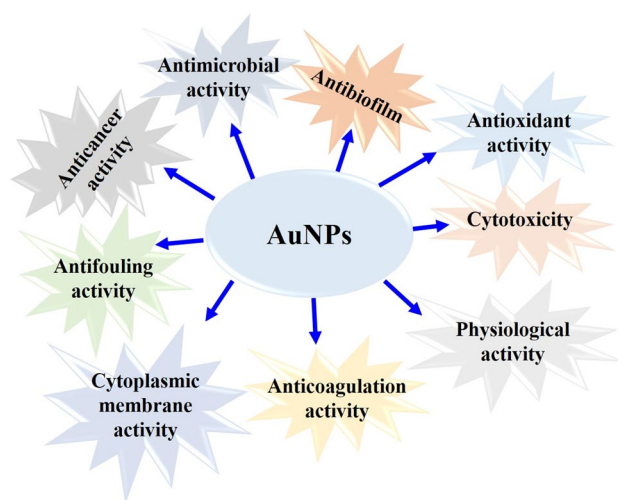 Antimicrobial
activity
Antibiofilm
Antioxidant
activity
Anticancer
activity
AuNPs
Cytotoxicity
Antifouling
activity
Physiological
activity
Cytoplasmic
membrane
activity
Anticoagulation
activity